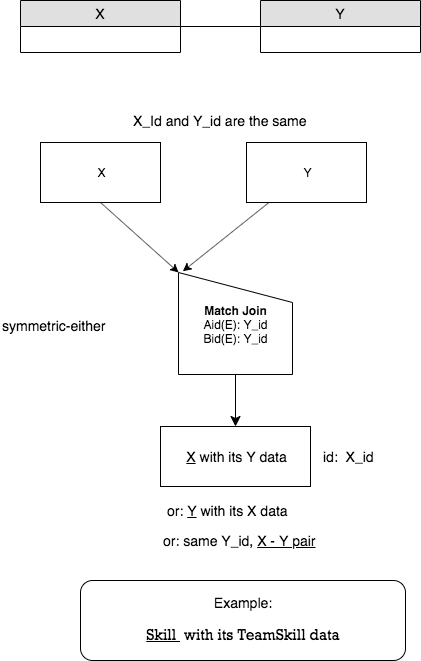 X
Y
X_Id and Y_id are the same
X
Y
Match Join
Aid(E): Y_id
Bid(E): Y_id
symmetric-either
X with its Y data
id: X_id
or: Y with its X data
or: same Y_id, X - Y pair
Example:
Skill with its TeamSkill data